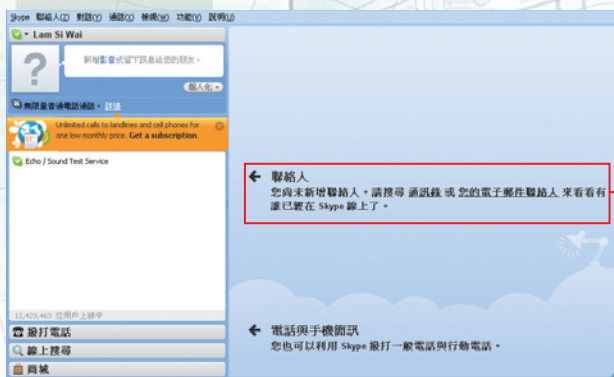 Skype 聯絡人(Z) 對話(Y) 通話(X) 檢視(W) 功能(V) 說明(U)
Lam Si Wai
新增影音或留下訊息給您的朋友。
個人化
無限量普通電話通話。 詳情
Unlimited calls to landlines and cell phones for
one low monthly price. Get a subscription.
Echo / Sound Test Service
聯絡人
您尚未新增聯絡人。請搜尋 通訊錄 或 您的電子郵件聯絡人 來看看有
誰已經在 Skype 線上了。
12,429,463 位用戶上線中
撥打電話
線上搜尋
商城
電話與手機簡訊
您也可以利用 Skype 撥打一般電話與行動電話。